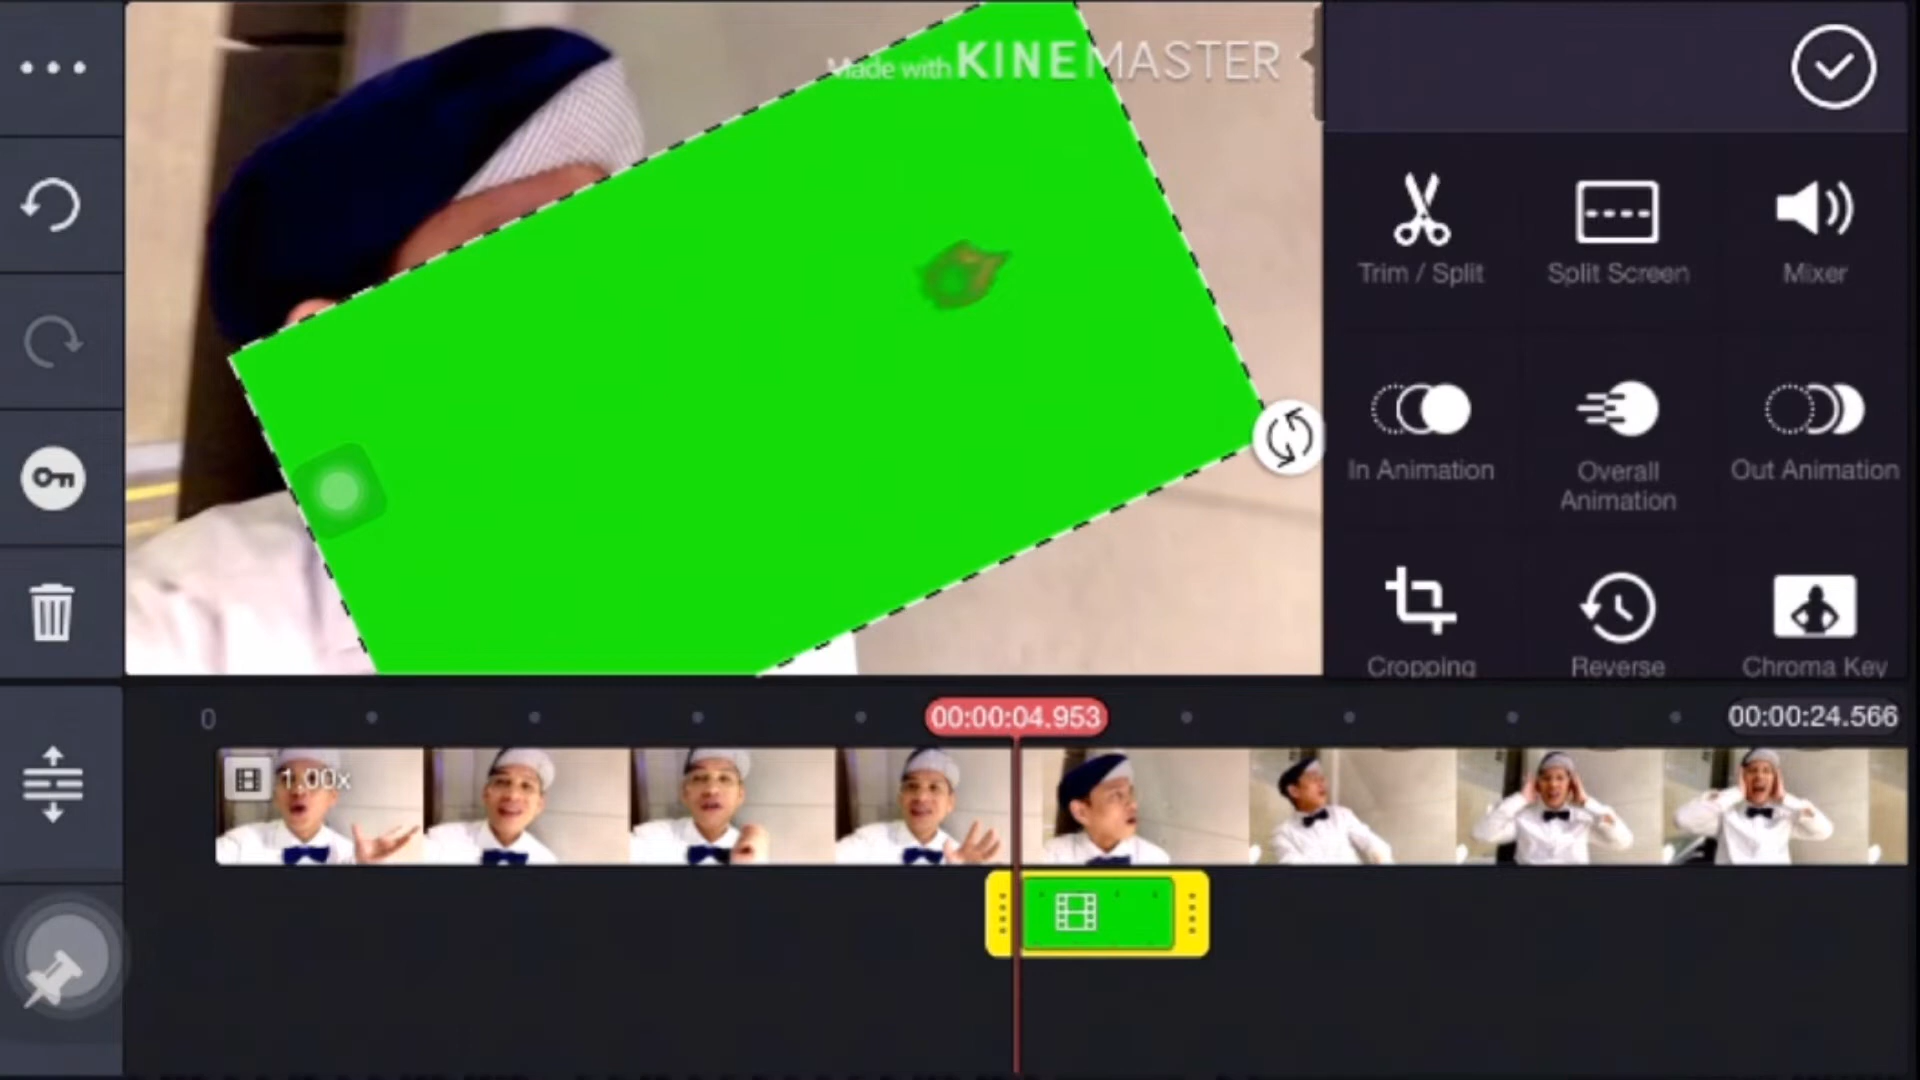 Made with KINEMASTER
Trim / Split
Split Screen
Mixer
In Animation
Overall
Animation
Out Animation
Cropping
Reverse
Chroma Key
0
00:00:04.953
00:00:24.566
1.00x